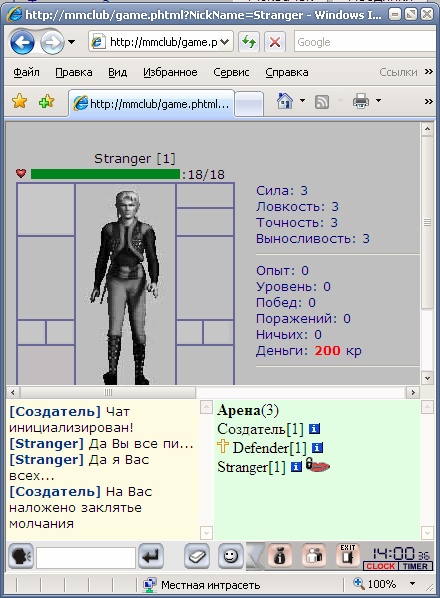 http://mmclub/game.phtml?NickName=Stranger - Windows I...
http://mmclub/game.p
Google
Файл Правка Вид Избранное Сервис Справка Ссылки »
http://mmclub/game.phtml...
Stranger [1]
:18/18
Сила: 3
Ловкость: 3
Точность: 3
Выносливость: 3
Опыт: 0
Уровень: 0
Побед: 0
Поражений: 0
Ничьих: 0
Деньги: 200 кр
[Создатель] Чат
инициализирован!
[Stranger] Да Вы все пи...
[Stranger] Да я Вас
всех...
[Создатель] На Вас
наложено заклятье
молчания
Арена(3)
Создатель[1] i
Defender[1] i
Stranger[1] i
EXIT
14:00 36
CLOCK TIMER
Местная интрасеть
100%